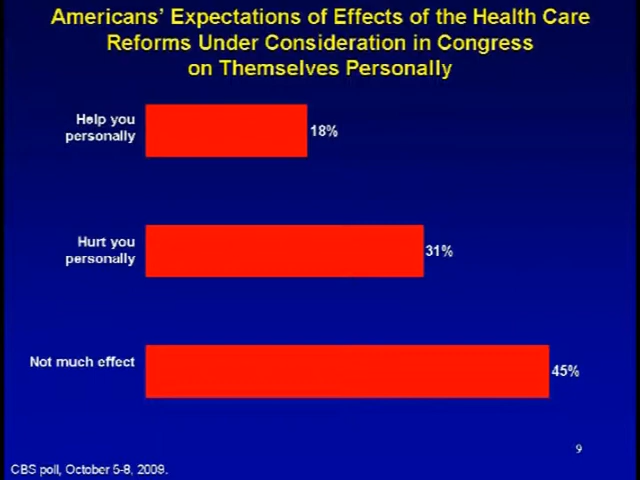 Americans' Expectations of Effects of the Health Care
Reforms Under Consideration in Congress
on Themselves Personally
Help you
personally
18%
Hurt you
personally
31%
Not much effect
45%
9
CBS poll, October 5-8, 2009.